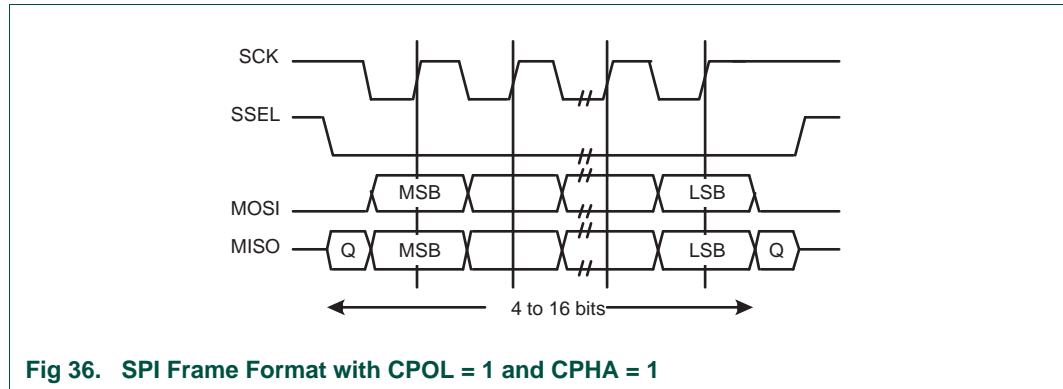 SCK
SSEL
MOSI
MSB
LSB
MISO
Q
MSB
LSB
Q
4 to 16 bits
Fig 36. SPI Frame Format with CPOL = 1 and CPHA = 1